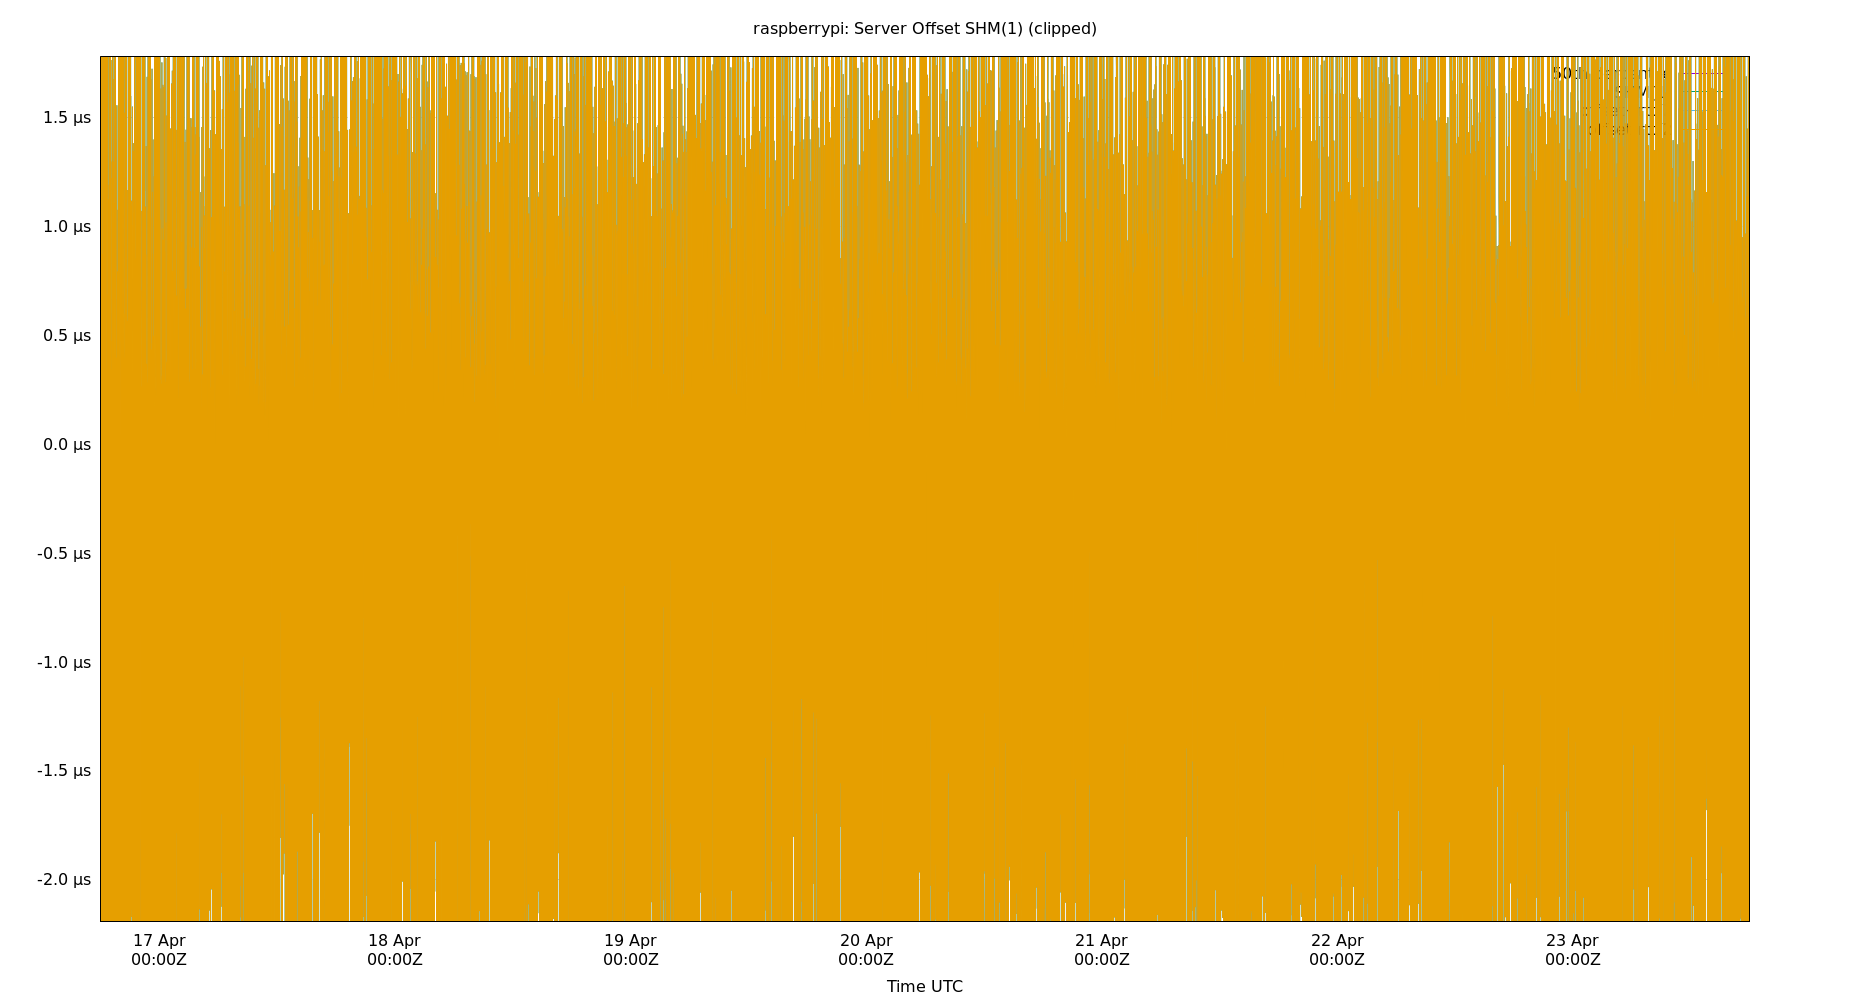 raspberrypi: Server Offset SHM(1) (clipped)
1.5 µs
1.0 µs
0.5 µs
0.0 µs
-0.5 µs
-1.0 µs
-1.5 µs
-2.0 µs
17 Apr 18 Apr 19 Apr 20 Apr 21 Apr 22 Apr 23 Apr
00:00Z 00:00Z 00:00Z 00:00Z 00:00Z 00:00Z 00:00Z
Time UTC